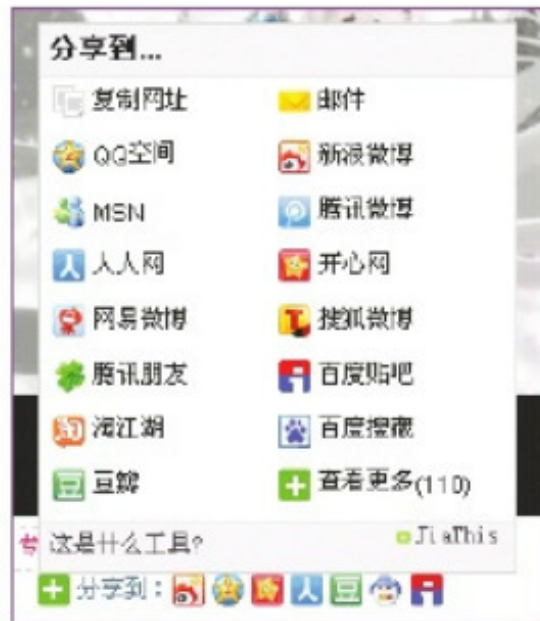 分享到...
复制网址 邮件
QQ空间 新浪微博
MSN 腾讯微博
人人网 开心网
网易微博 搜狐微博
腾讯朋友 百度贴吧
淘江湖 百度搜藏
豆瓣 查看更多(110)
这是什么工具? JiaThis
分享到：